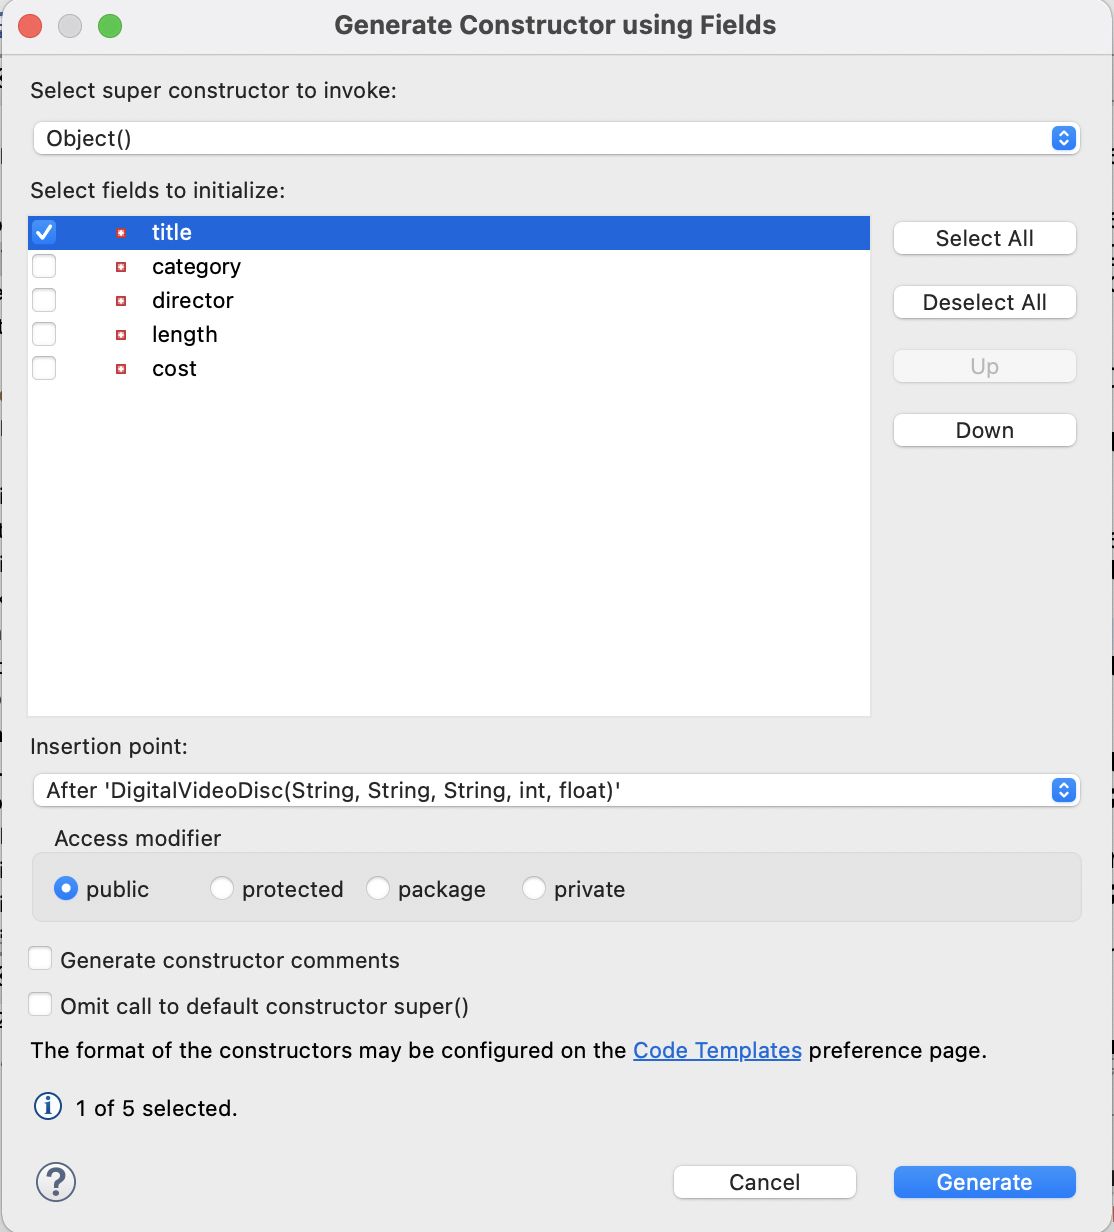 Generate Constructor using Fields
Select super constructor to invoke:
Object()
Select fields to initialize:
title
category
director
length
cost
Select All
Deselect All
Up
Down
Insertion point:
After 'DigitalVideoDisc(String, String, String, int, float)'
Access modifier
public protected package private
Generate constructor comments
Omit call to default constructor super()
The format of the constructors may be configured on the Code Templates preference page.
1 of 5 selected.
Cancel Generate